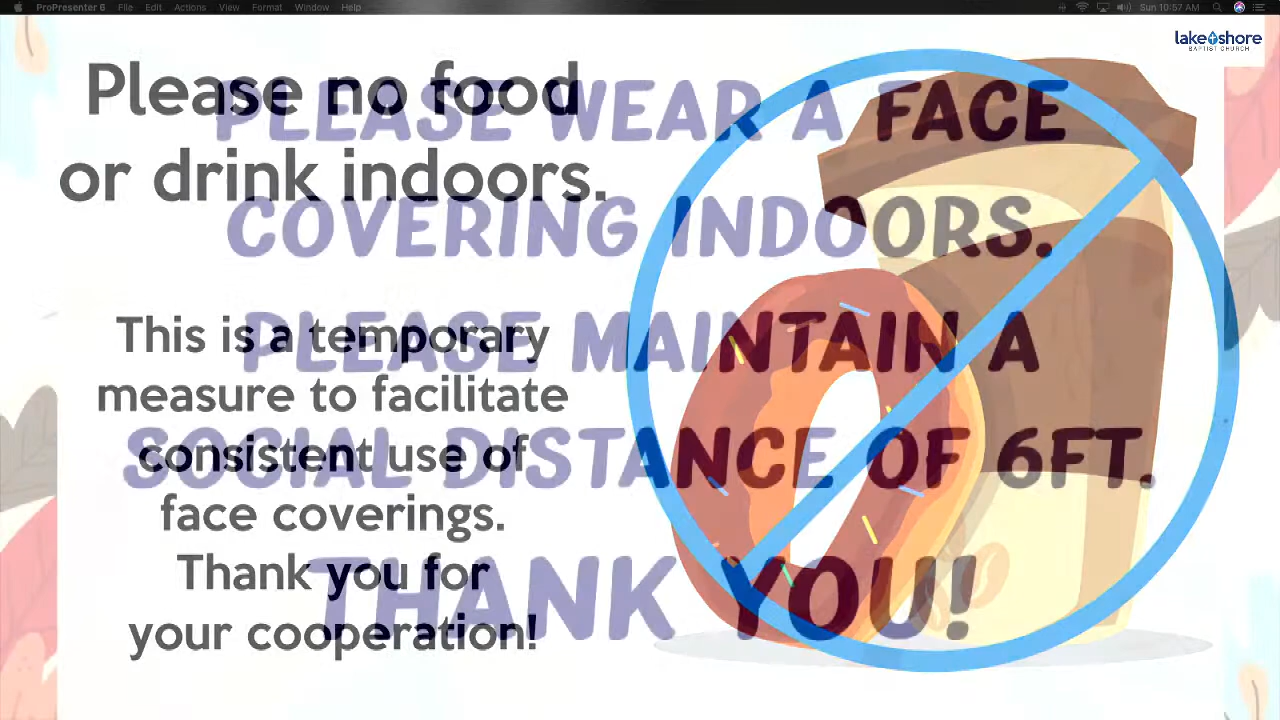 ProPresenter 6 File Edit Actions View Format Window Help Sun 10:57 AM
lake shore
BAPTIST CHURCH
Please no food
or drink indoors.
This is a temporary
measure to facilitate
consistent use of
face coverings.
Thank you for
your cooperation!
PLEASE WEAR A FACE
COVERING INDOORS.
PLEASE MAINTAIN A
SOCIAL DISTANCE OF 6FT.
THANK YOU!